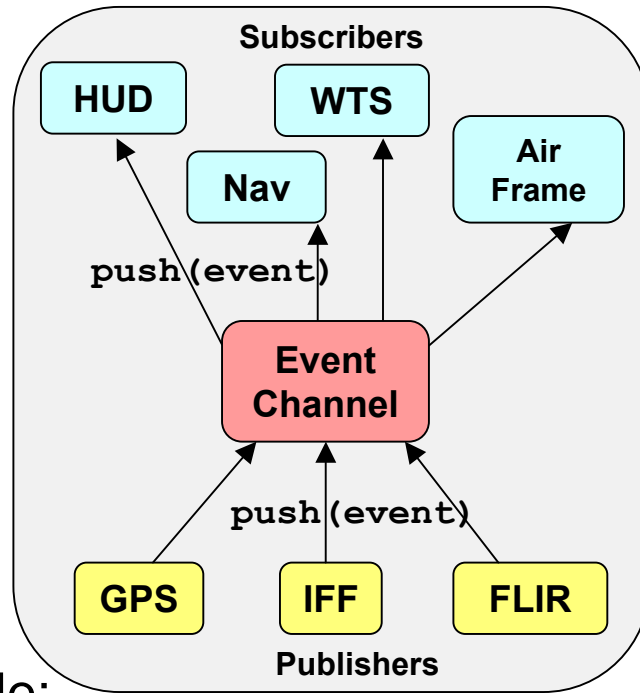 Subscribers
HUD
WTS
Air
Frame
Nav
push(event)
Event
Channel
push(event)
GPS
IFF
FLIR
Publishers